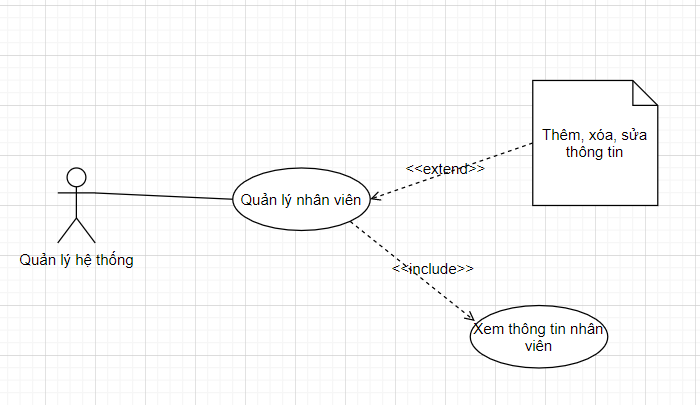 Thêm, xóa, sửa
thông tin
<<extend>>
Quản lý nhân viên
Quản lý hệ thống
<<include>>
Xem thông tin nhân
viên